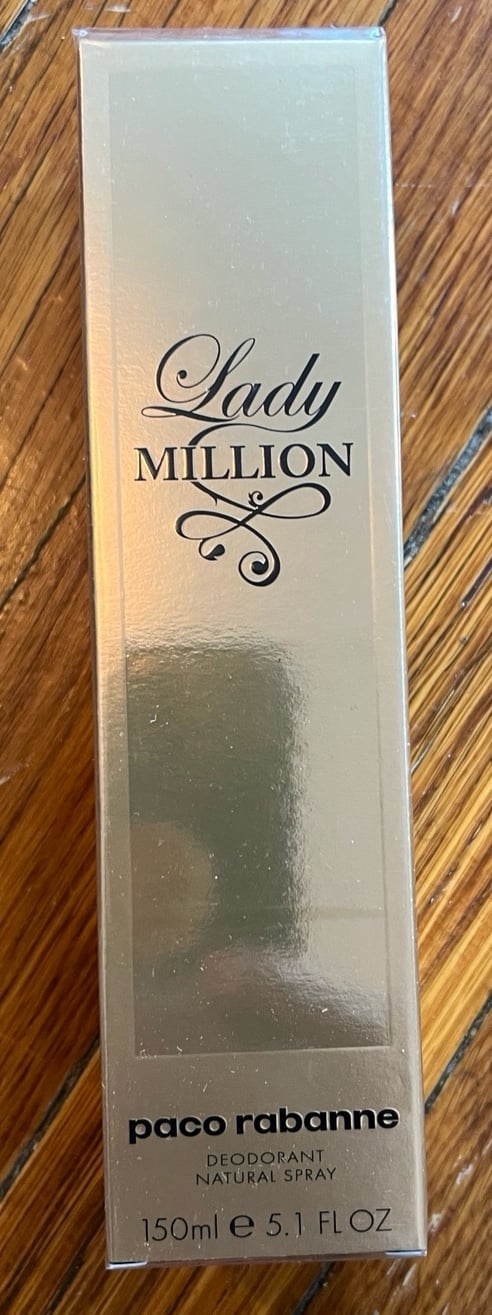 Lady
MILLION
paco rabanne
DEODORANT
NATURAL SPRAY
150ml e 5.1 FL OZ